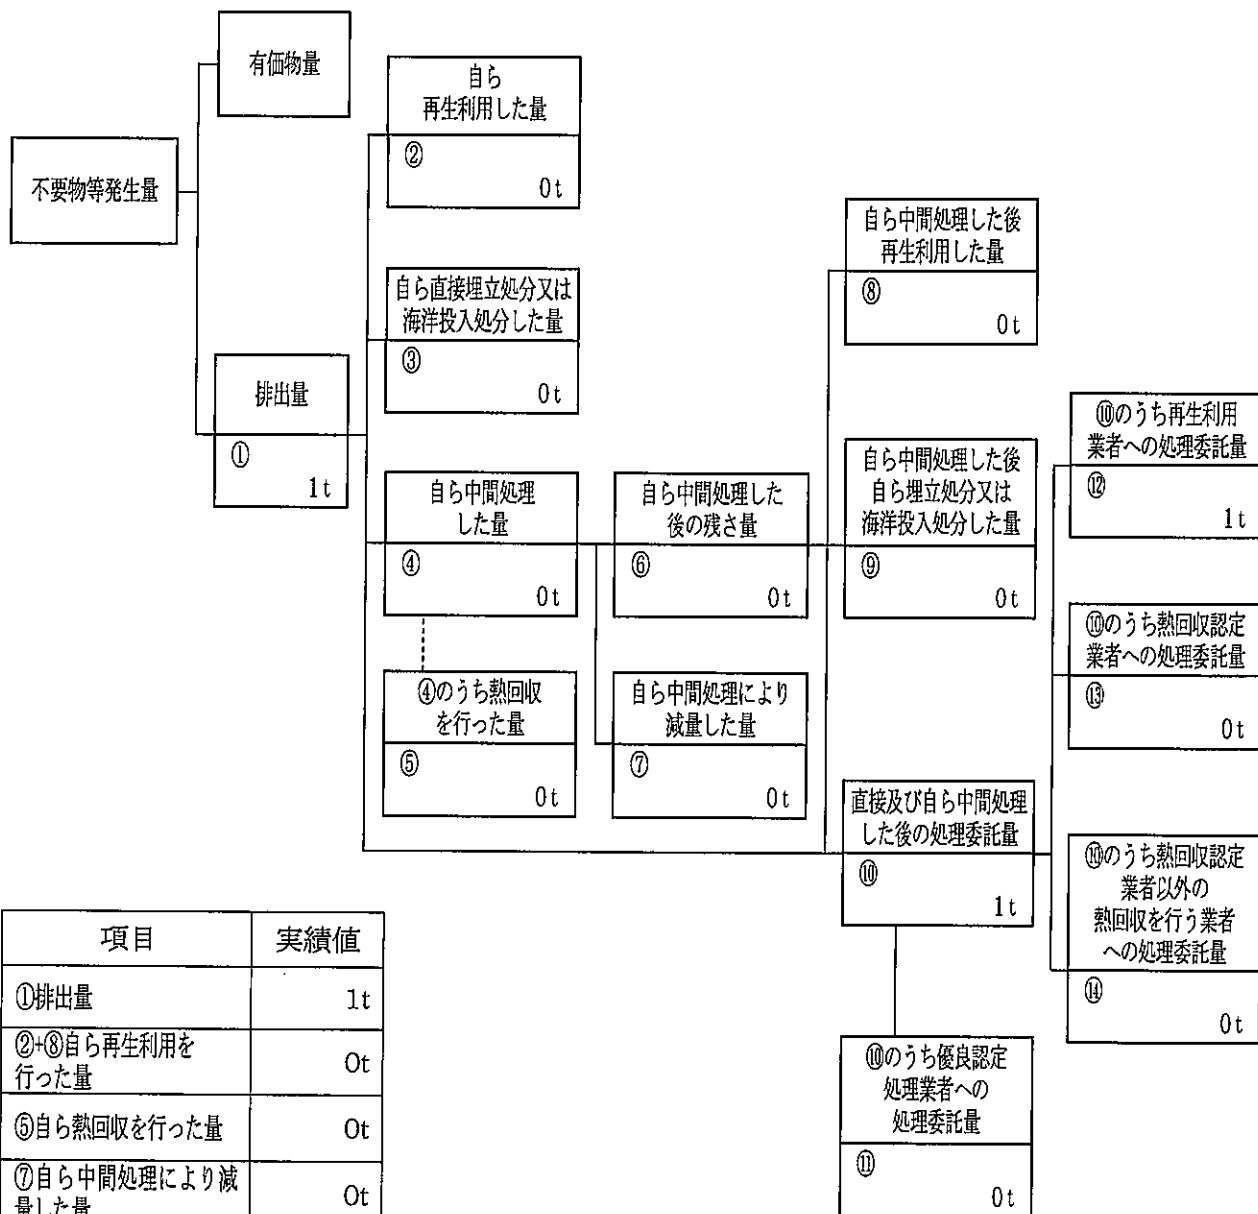 有価物量
不要物等発生量
排出量
①
1t
自ら
再生利用した量
②
0t
自ら直接埋立処分又は
海洋投入処分した量
③
0t
自ら中間処理
した量
④
0t
④のうち熱回収
を行った量
⑤
0t
自ら中間処理した
後の残さ量
⑥
0t
自ら中間処理により
減量した量
⑦
0t
自ら中間処理した後
再生利用した量
⑧
0t
自ら中間処理した後
自ら埋立処分又は
海洋投入処分した量
⑨
0t
直接及び自ら中間処理
した後の処理委託量
⑩
1t
⑩のうち優良認定
処理業者への
処理委託量
⑪
0t
⑩のうち再生利用
業者への処理委託量
⑫
1t
⑩のうち熱回収認定
業者への処理委託量
⑬
0t
⑩のうち熱回収認定
業者以外の
熱回収を行う業者
への処理委託量
⑭
0t
項目 実績値
①排出量 1t
②+⑧自ら再生利用を
行った量 0t
⑤自ら熱回収を行った量 0t
⑦自ら中間処理により減
量した量 0t